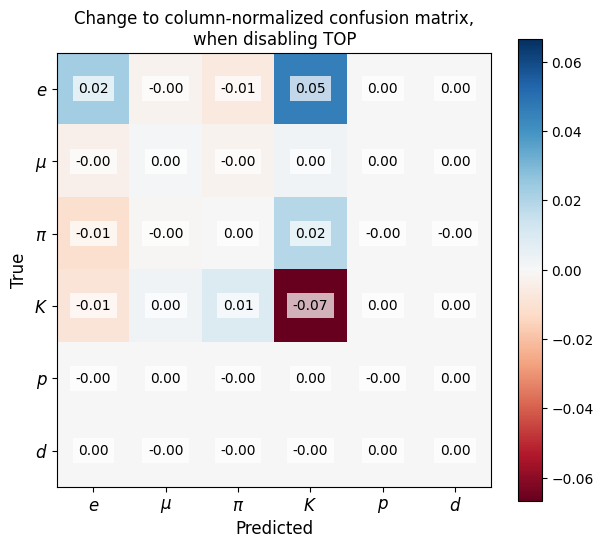 Change to column-normalized confusion matrix,
when disabling TOP
e 0.02 -0.00 -0.01 0.05 0.00 0.00
μ -0.00 0.00 -0.00 0.00 0.00 0.00
π -0.01 -0.00 0.00 0.02 -0.00 -0.00
K -0.01 0.00 0.01 -0.07 0.00 0.00
p -0.00 0.00 -0.00 0.00 -0.00 0.00
d 0.00 -0.00 -0.00 -0.00 0.00 0.00
e μ π K p d
Predicted
True
0.06
0.04
0.02
0.00
−0.02
−0.04
−0.06